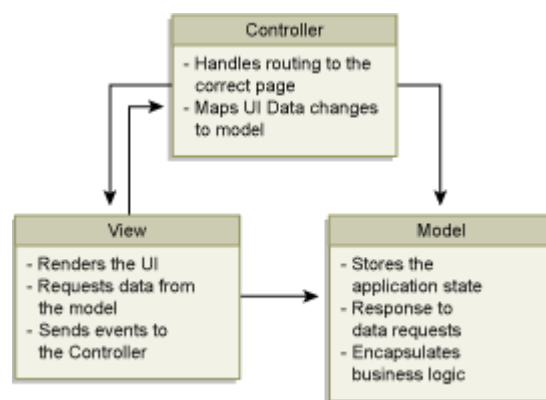 Controller
- Handles routing to the
correct page
- Maps UI Data changes
to model
View
- Renders the UI
- Requests data from
the model
- Sends events to
the Controller
Model
- Stores the
application state
- Response to
data requests
- Encapsulates
business logic